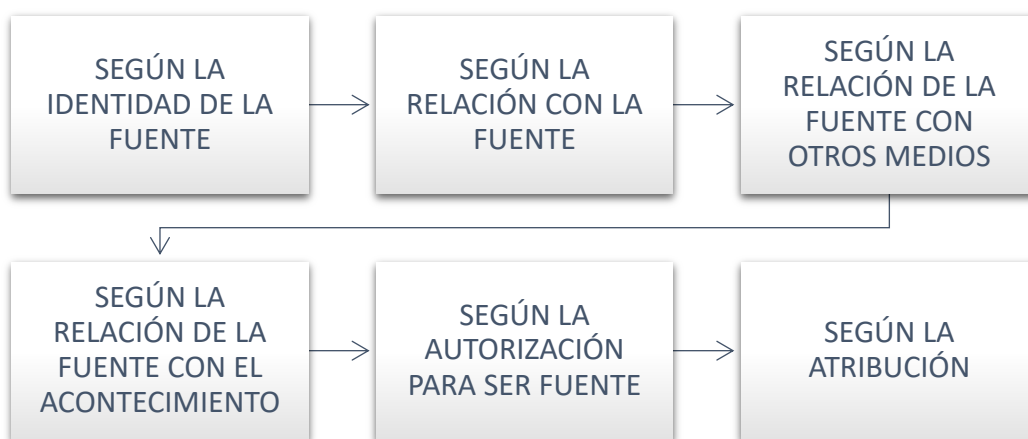 SEGÚN LA
IDENTIDAD DE LA
FUENTE
SEGÚN LA
RELACIÓN CON LA
FUENTE
SEGÚN LA
RELACIÓN DE LA
FUENTE CON
OTROS MEDIOS
SEGÚN LA
RELACIÓN DE LA
FUENTE CON EL
ACONTECIMIENTO
SEGÚN LA
AUTORIZACIÓN
PARA SER FUENTE
SEGÚN LA
ATRIBUCIÓN